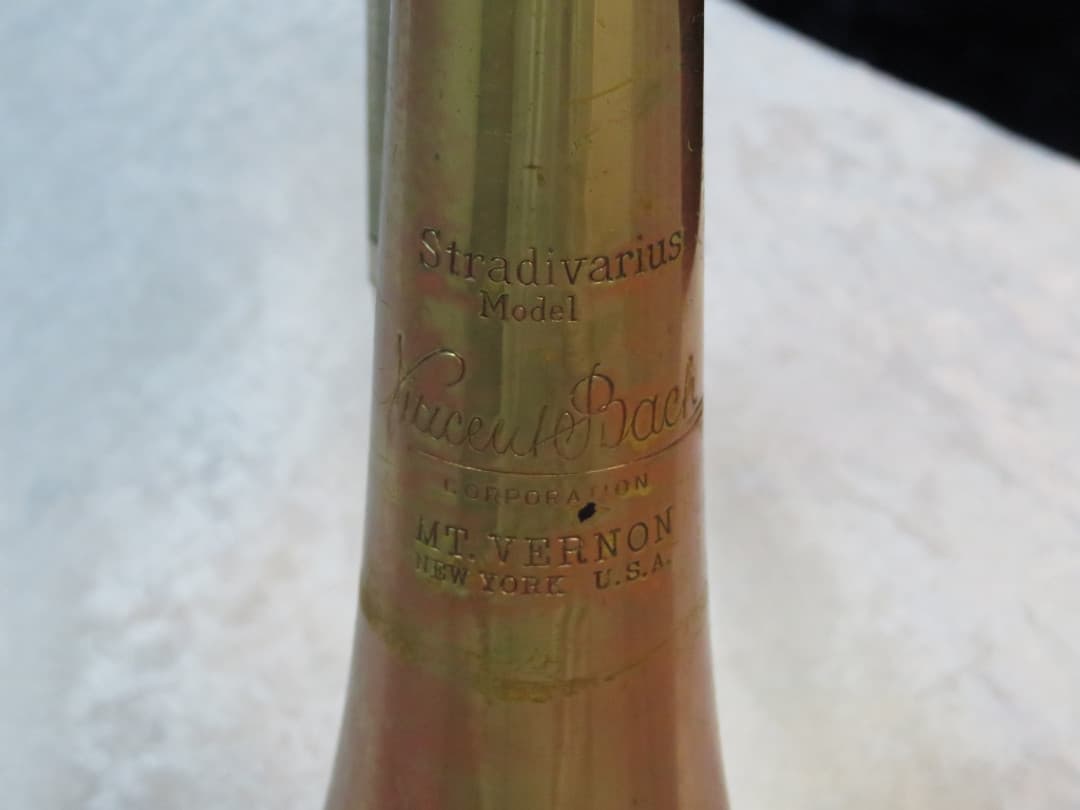 Stradivarius
Model
Vincent Bach
CORPORATION
MT. VERNON
NEW YORK U.S.A.